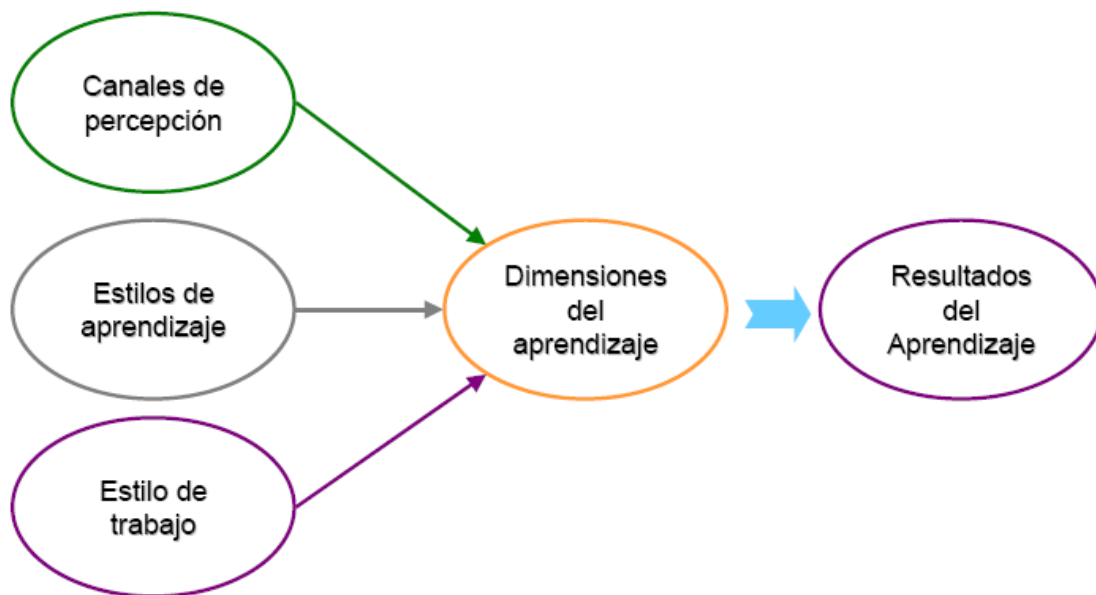 Canales de
percepción
Estilos de
aprendizaje
Estilo de
trabajo
Dimensiones
del
aprendizaje
Resultados
del
Aprendizaje